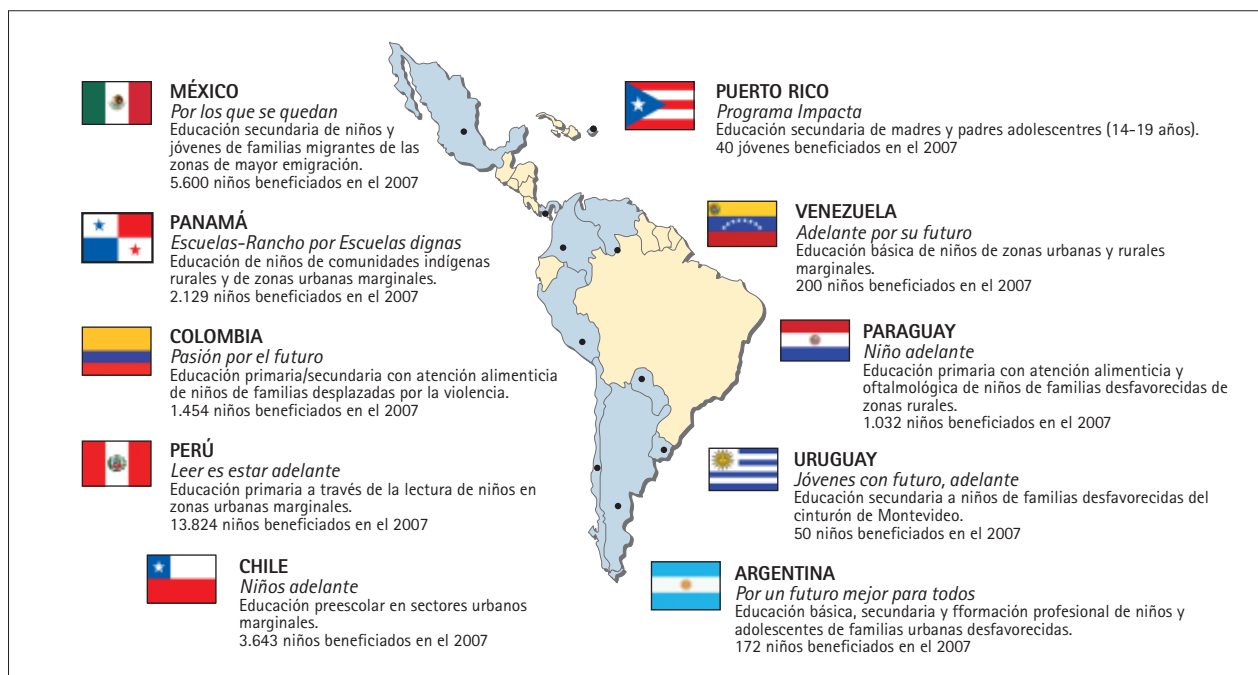 MÉXICO
Por los que se quedan
Educación secundaria de niños y
jóvenes de familias migrantes de las
zonas de mayor emigración.
5.600 niños beneficiados en el 2007
PANAMÁ
Escuelas-Rancho por Escuelas dignas
Educación de niños de comunidades indígenas
rurales y de zonas urbanas marginales.
2.129 niños beneficiados en el 2007
COLOMBIA
Pasión por el futuro
Educación primaria/secundaria con atención alimenticia
de niños de familias desplazadas por la violencia.
1.454 niños beneficiados en el 2007
PERÚ
Leer es estar adelante
Educación primaria a través de la lectura de niños en
zonas urbanas marginales.
13.824 niños beneficiados en el 2007
CHILE
Niños adelante
Educación preescolar en sectores urbanos
marginales.
3.643 niños beneficiados en el 2007
PUERTO RICO
Programa Impacta
Educación secundaria de madres y padres adolescentres (14-19 años).
40 jóvenes beneficiados en el 2007
VENEZUELA
Adelante por su futuro
Educación básica de niños de zonas urbanas y rurales
marginales.
200 niños beneficiados en el 2007
PARAGUAY
Niño adelante
Educación primaria con atención alimenticia y
oftalmológica de niños de familias desfavorecidas de
zonas rurales.
1.032 niños beneficiados en el 2007
URUGUAY
Jóvenes con futuro, adelante
Educación secundaria a niños de familias desfavorecidas del
cinturón de Montevideo.
50 niños beneficiados en el 2007
ARGENTINA
Por un futuro mejor para todos
Educación básica, secundaria y fformación profesional de niños y
adolescentes de familias urbanas desfavorecidas.
172 niños beneficiados en el 2007